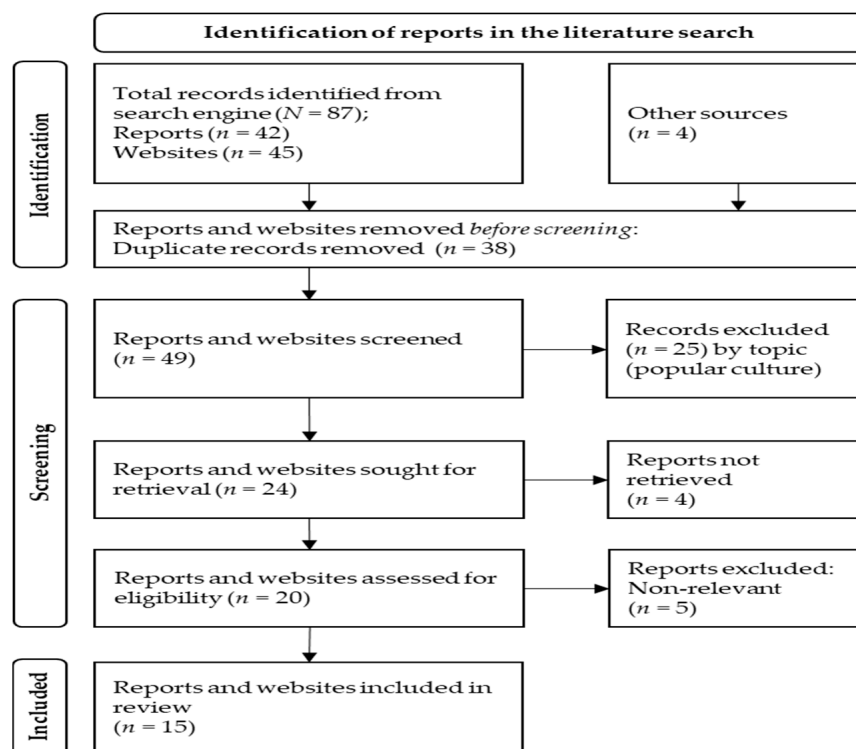 Identification of reports in the literature search
Identification
Total records identified from
search engine (N = 87);
Reports (n = 42)
Websites (n = 45)
Other sources
(n = 4)
Reports and websites removed before screening:
Duplicate records removed (n = 38)
Screening
Reports and websites screened
(n = 49)
Records excluded
(n = 25) by topic
(popular culture)
Reports and websites sought for
retrieval (n = 24)
Reports not
retrieved
(n = 4)
Reports and websites assessed for
eligibility (n = 20)
Reports excluded:
Non-relevant
(n = 5)
Included
Reports and websites included in
review
(n = 15)